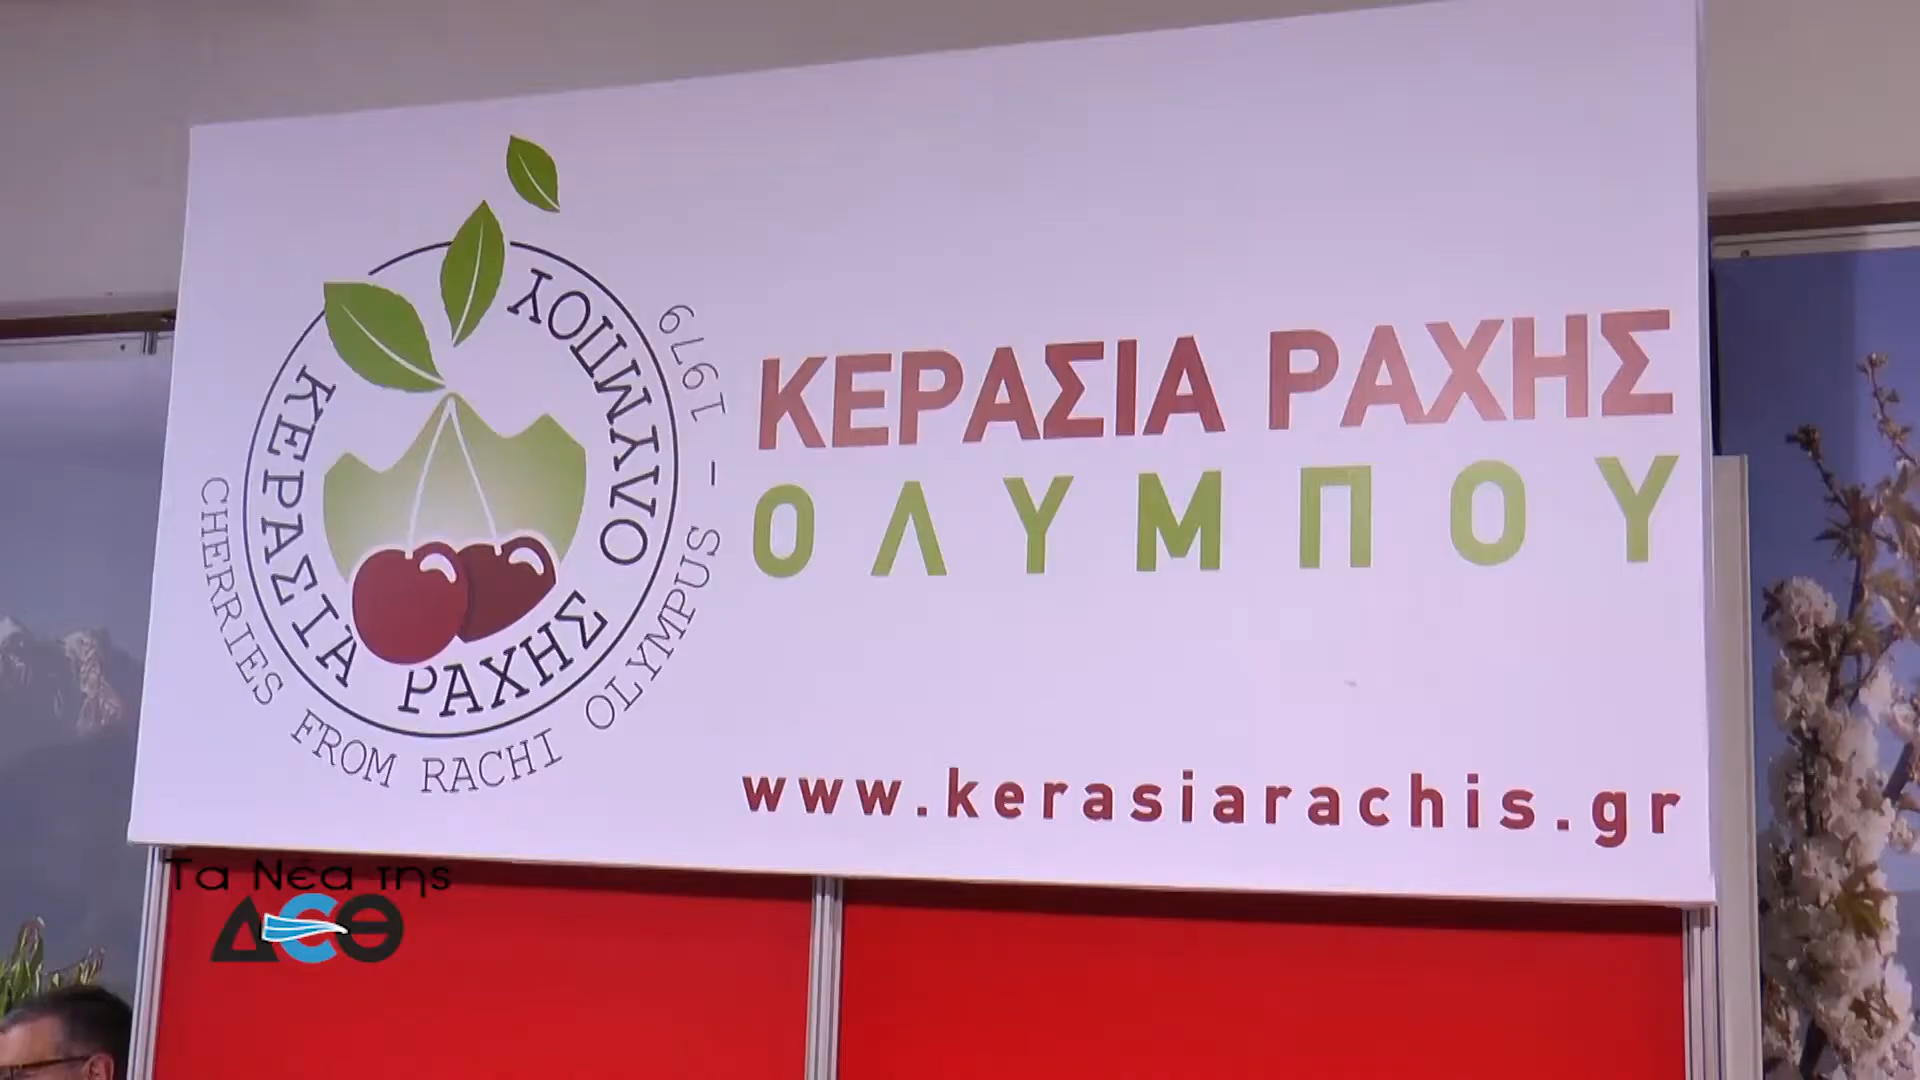 ΚΕΡΑΣΙΑ ΡΑΧΗΣ ΟΛΥΜΠΟΥ
CHERRIES FROM RACHI OLYMPUS - 1979
ΚΕΡΑΣΙΑ ΡΑΧΗΣ
ΟΛΥΜΠΟΥ
www.kerasiarachis.gr
Τα Νέα της
ΔΕΘ